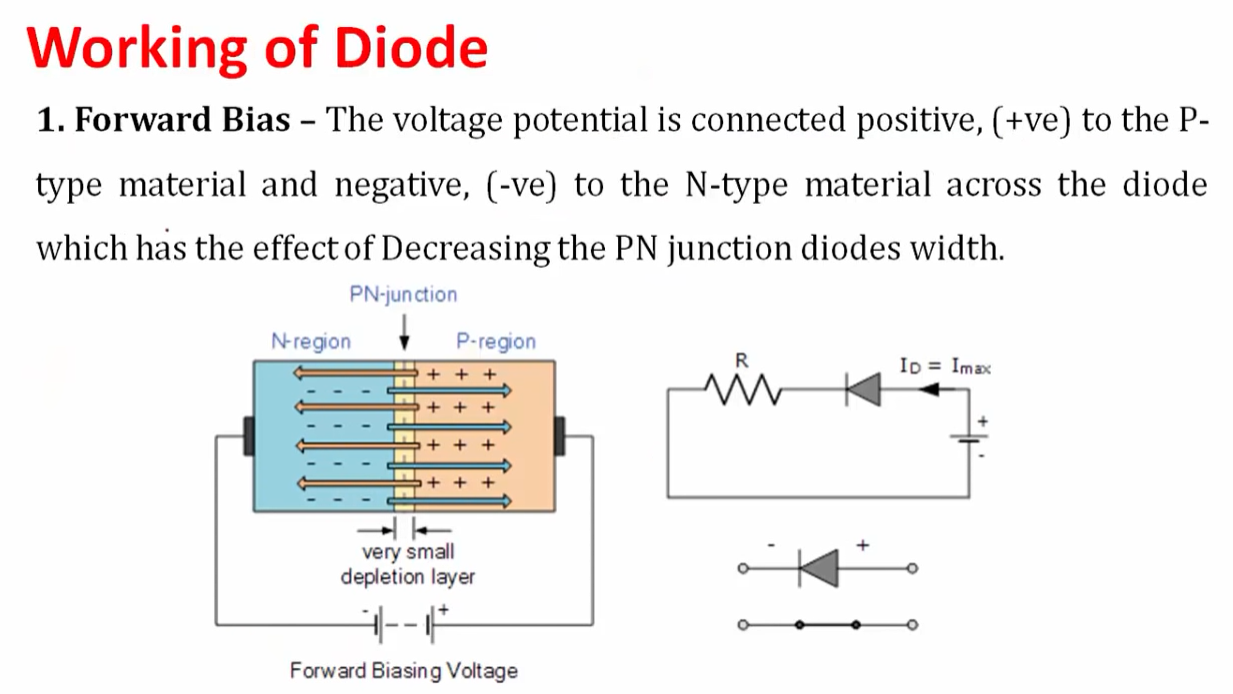 Working of Diode
1. Forward Bias – The voltage potential is connected positive, (+ve) to the P-
type material and negative, (-ve) to the N-type material across the diode
which has the effect of Decreasing the PN junction diodes width.
PN-junction
N-region P-region
+ + +
- - -
+ + +
- - -
+ + +
- - -
+ + +
- - -
very small
depletion layer
- +
Forward Biasing Voltage
R
ID = Imax
+
-
- +